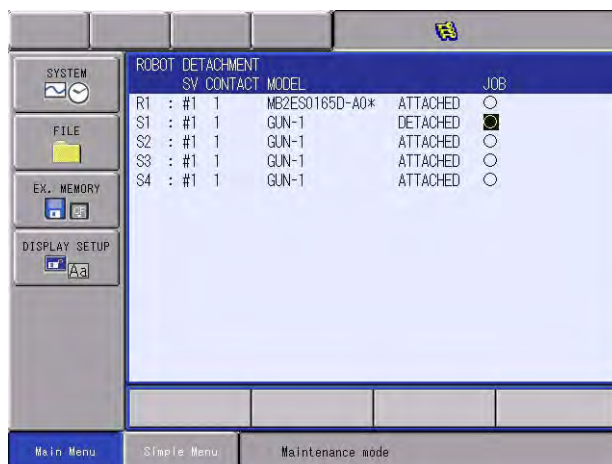 SYSTEM
FILE
EX. MEMORY
CF
DISPLAY SETUP
Aa
ROBOT DETACHMENT
SV CONTACT MODEL JOB
R1 : #1 1 MB2ES0165D-A0* ATTACHED ○
S1 : #1 1 GUN-1 DETACHED ○
S2 : #1 1 GUN-1 ATTACHED ○
S3 : #1 1 GUN-1 ATTACHED ○
S4 : #1 1 GUN-1 ATTACHED ○
Main Menu
Simple Menu
Maintenance mode